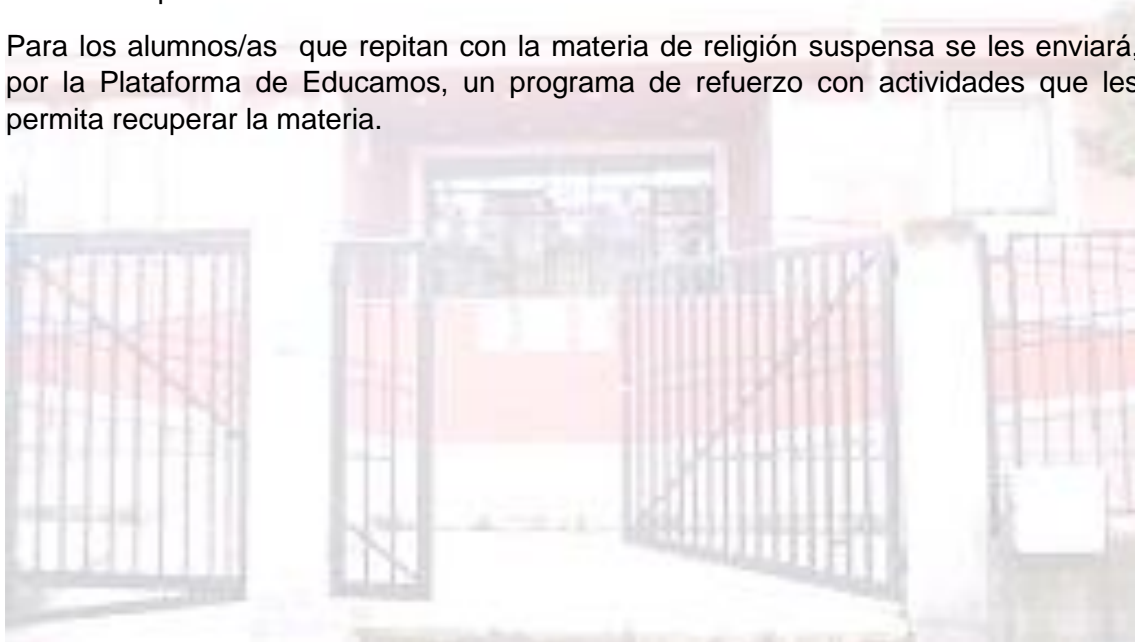 Para los alumnos/as que repitan con la materia de religión suspensa se les enviará,
por la Plataforma de Educamos, un programa de refuerzo con actividades que les
permita recuperar la materia.